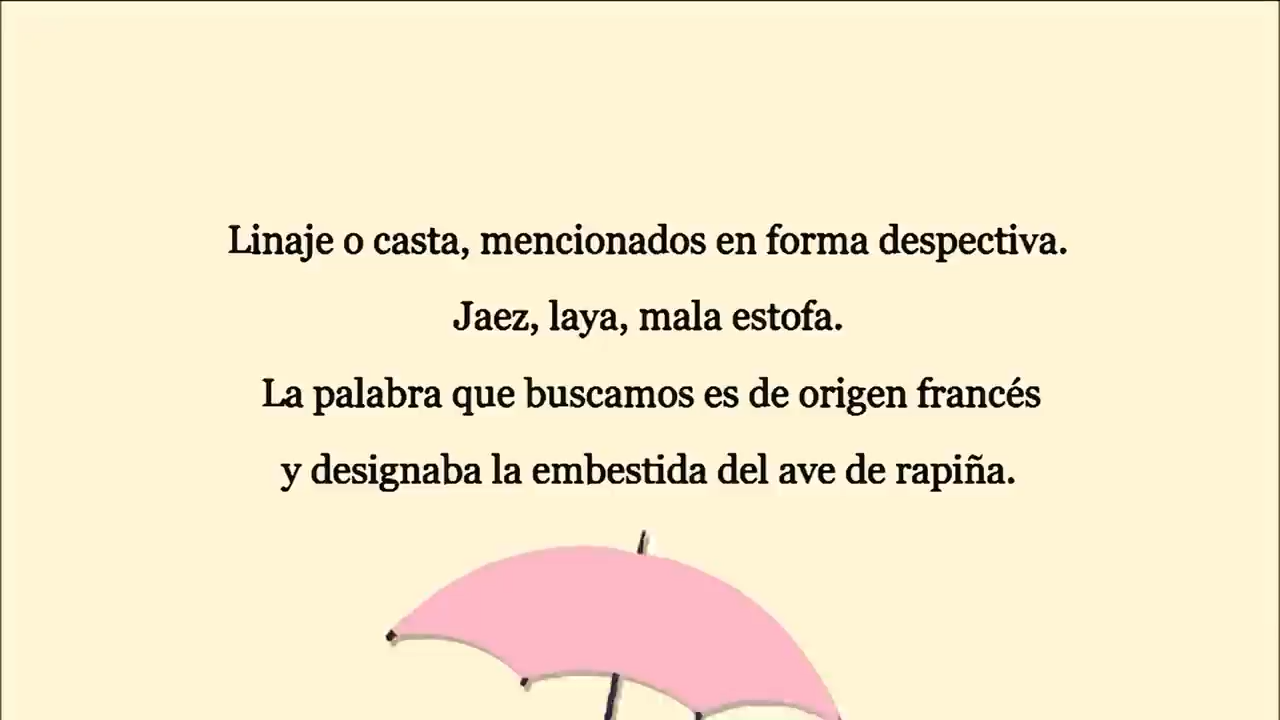 Linaje o casta, mencionados en forma despectiva.
Jaez, laya, mala estofa.
La palabra que buscamos es de origen francés
y designaba la embestida del ave de rapiña.